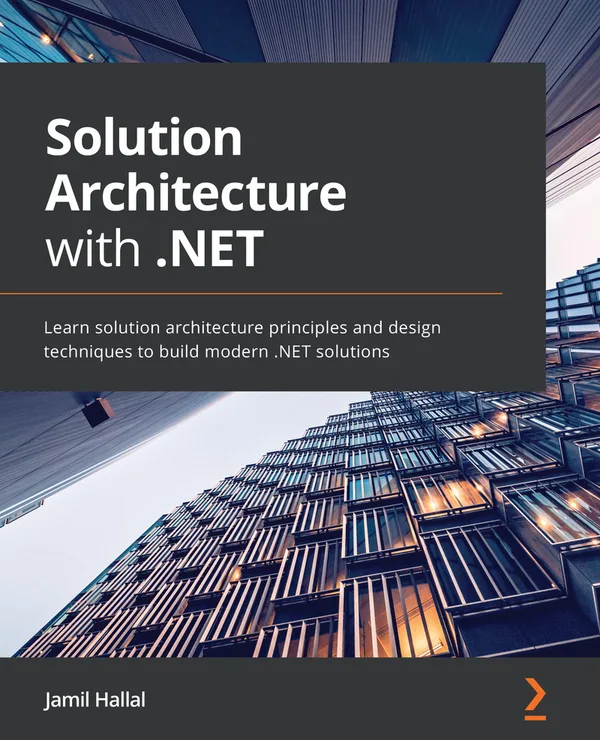 Solution
Architecture
with .NET
Learn solution architecture principles and design
techniques to build modern .NET solutions
Jamil Hallal